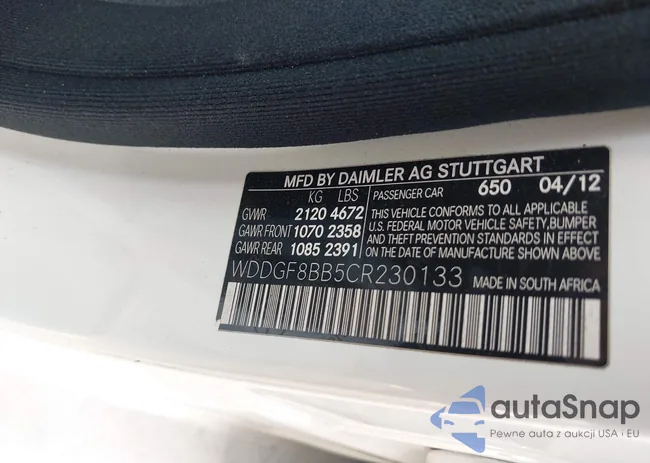 MFD BY DAIMLER AG STUTTGART
KG LBS PASSENGER CAR 650 04/12
GVWR 2120 4672
GAWR FRONT 1070 2358
GAWR REAR 1085 2391
THIS VEHICLE CONFORMS TO ALL APPLICABLE
U.S. FEDERAL MOTOR VEHICLE SAFETY,BUMPER
AND THEFT PREVENTION STANDARDS IN EFFECT
ON THE DATE OF MANUFACTURE SHOWN ABOVE
WDDGF8BB5CR230133 MADE IN SOUTH AFRICA
autaSnap
Pewne auta z aukcji USA i EU